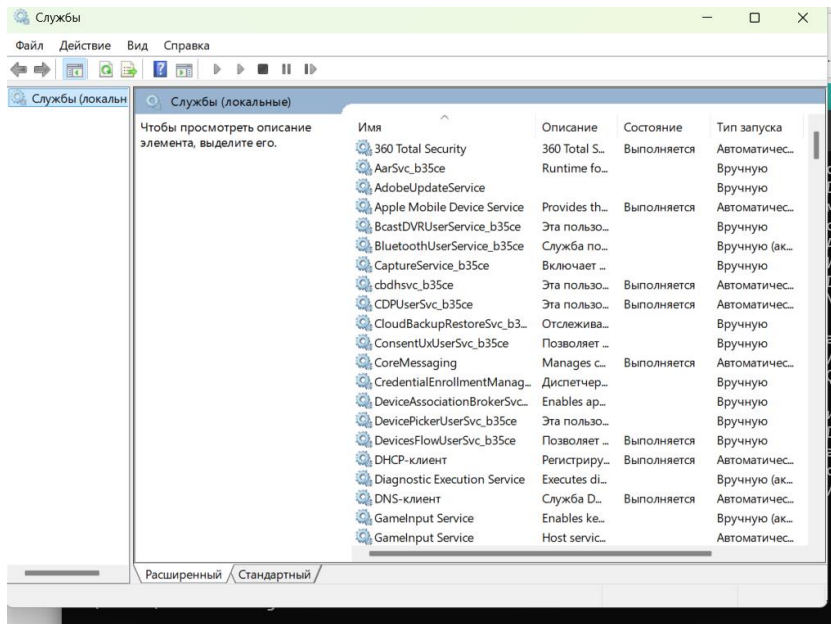 Службы
Файл Действие Вид Справка
Службы (локальн
Службы (локальные)
Чтобы просмотреть описание
элемента, выделите его.
Имя Описание Состояние Тип запуска
360 Total Security 360 Total S... Выполняется Автоматичес...
AarSvc_b35ce Runtime fo... Вручную
AdobeUpdateService Вручную
Apple Mobile Device Service Provides th... Выполняется Автоматичес...
BcastDVRUserService_b35ce Эта пользо... Вручную
BluetoothUserService_b35ce Служба по... Вручную (ак...
CaptureService_b35ce Включает ... Вручную
cbdhsvc_b35ce Эта пользо... Выполняется Автоматичес...
CDPUserSvc_b35ce Эта пользо... Выполняется Автоматичес...
CloudBackupRestoreSvc_b3... Отслежива... Вручную
ConsentUxUserSvc_b35ce Позволяет ... Вручную
CoreMessaging Manages c... Выполняется Автоматичес...
CredentialEnrollmentManag... Диспетчер... Вручную
DeviceAssociationBrokerSvc... Enables ap... Вручную
DevicePickerUserSvc_b35ce Эта пользо... Вручную
DevicesFlowUserSvc_b35ce Позволяет ... Выполняется Вручную
DHCP-клиент Регистриру... Выполняется Автоматичес...
Diagnostic Execution Service Executes di... Вручную (ак...
DNS-клиент Служба D... Выполняется Автоматичес...
GameInput Service Enables ke... Вручную (ак...
GameInput Service Host servic... Автоматичес...
Расширенный Стандартный